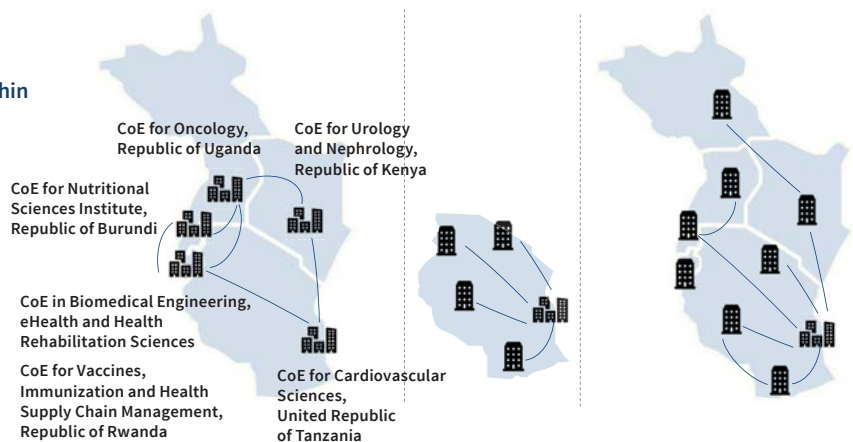 hin
CoE for Oncology,
Republic of Uganda
CoE for Urology
and Nephrology,
Republic of Kenya
CoE for Nutritional
Sciences Institute,
Republic of Burundi
CoE in Biomedical Engineering,
eHealth and Health
Rehabilitation Sciences
CoE for Vaccines,
Immunization and Health
Supply Chain Management,
Republic of Rwanda
CoE for Cardiovascular
Sciences,
United Republic
of Tanzania